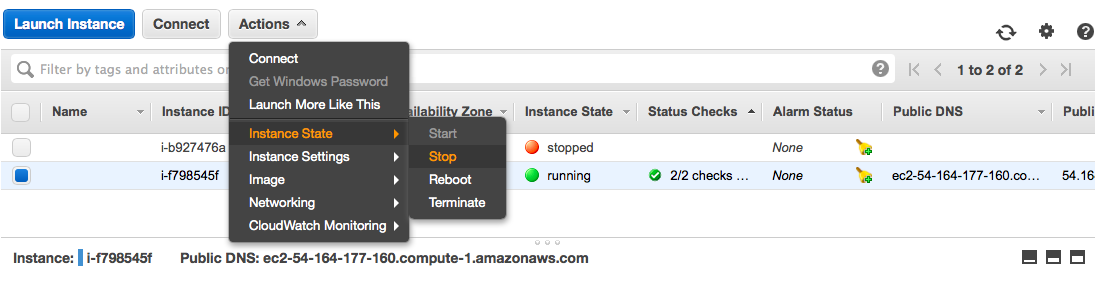 Launch Instance Connect Actions
Connect
Get Windows Password
Launch More Like This
Instance State
Instance Settings
Image
Networking
CloudWatch Monitoring
Start
Stop
Reboot
Terminate
Filter by tags and attributes or
1 to 2 of 2
Name Instance ID ilability Zone Instance State Status Checks Alarm Status Public DNS Publi
i-b927476a stopped None
i-f798545f running 2/2 checks ... None ec2-54-164-177-160.co... 54.16
Instance: i-f798545f Public DNS: ec2-54-164-177-160.compute-1.amazonaws.com